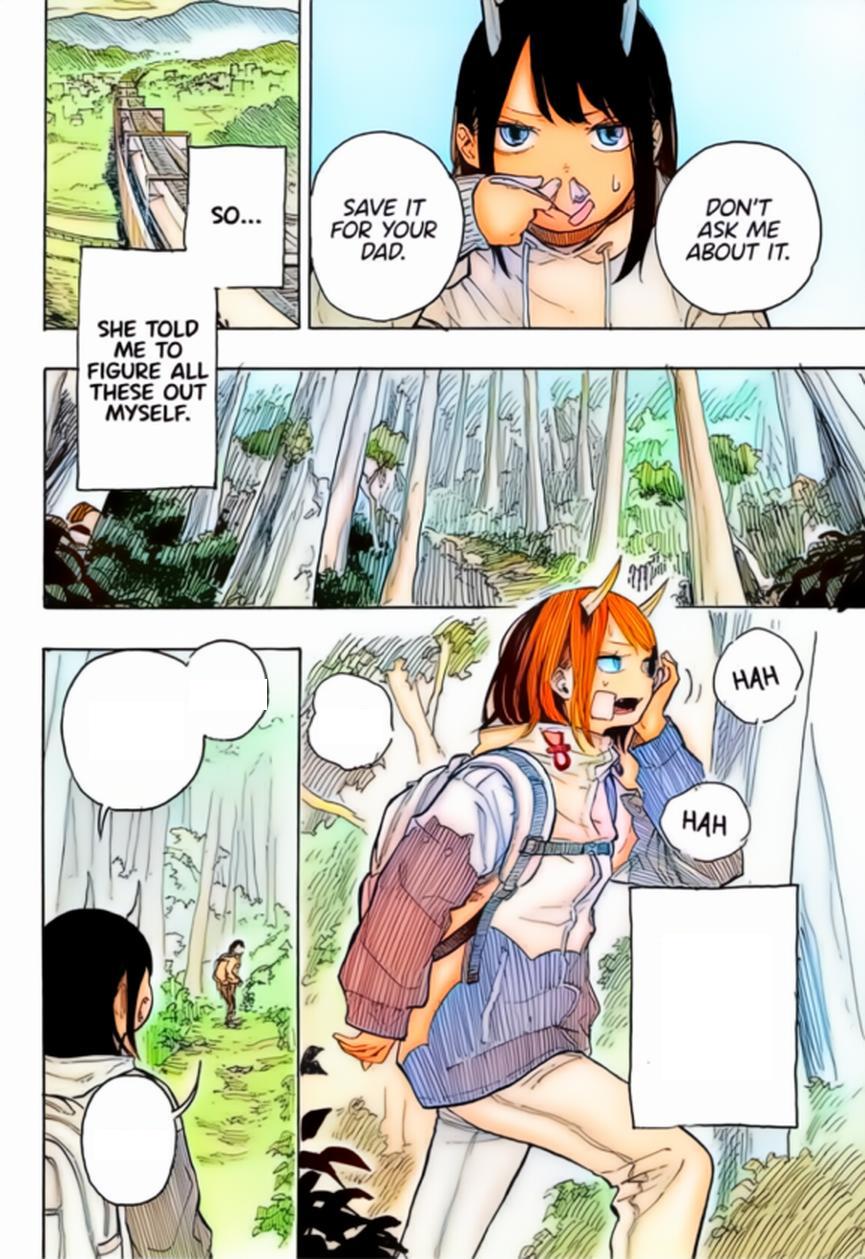 DON'T
ASK ME
ABOUT IT.
SAVE IT
FOR YOUR
DAD.
SO...
SHE TOLD
ME TO
FIGURE ALL
THESE OUT
MYSELF.
HAH
HAH